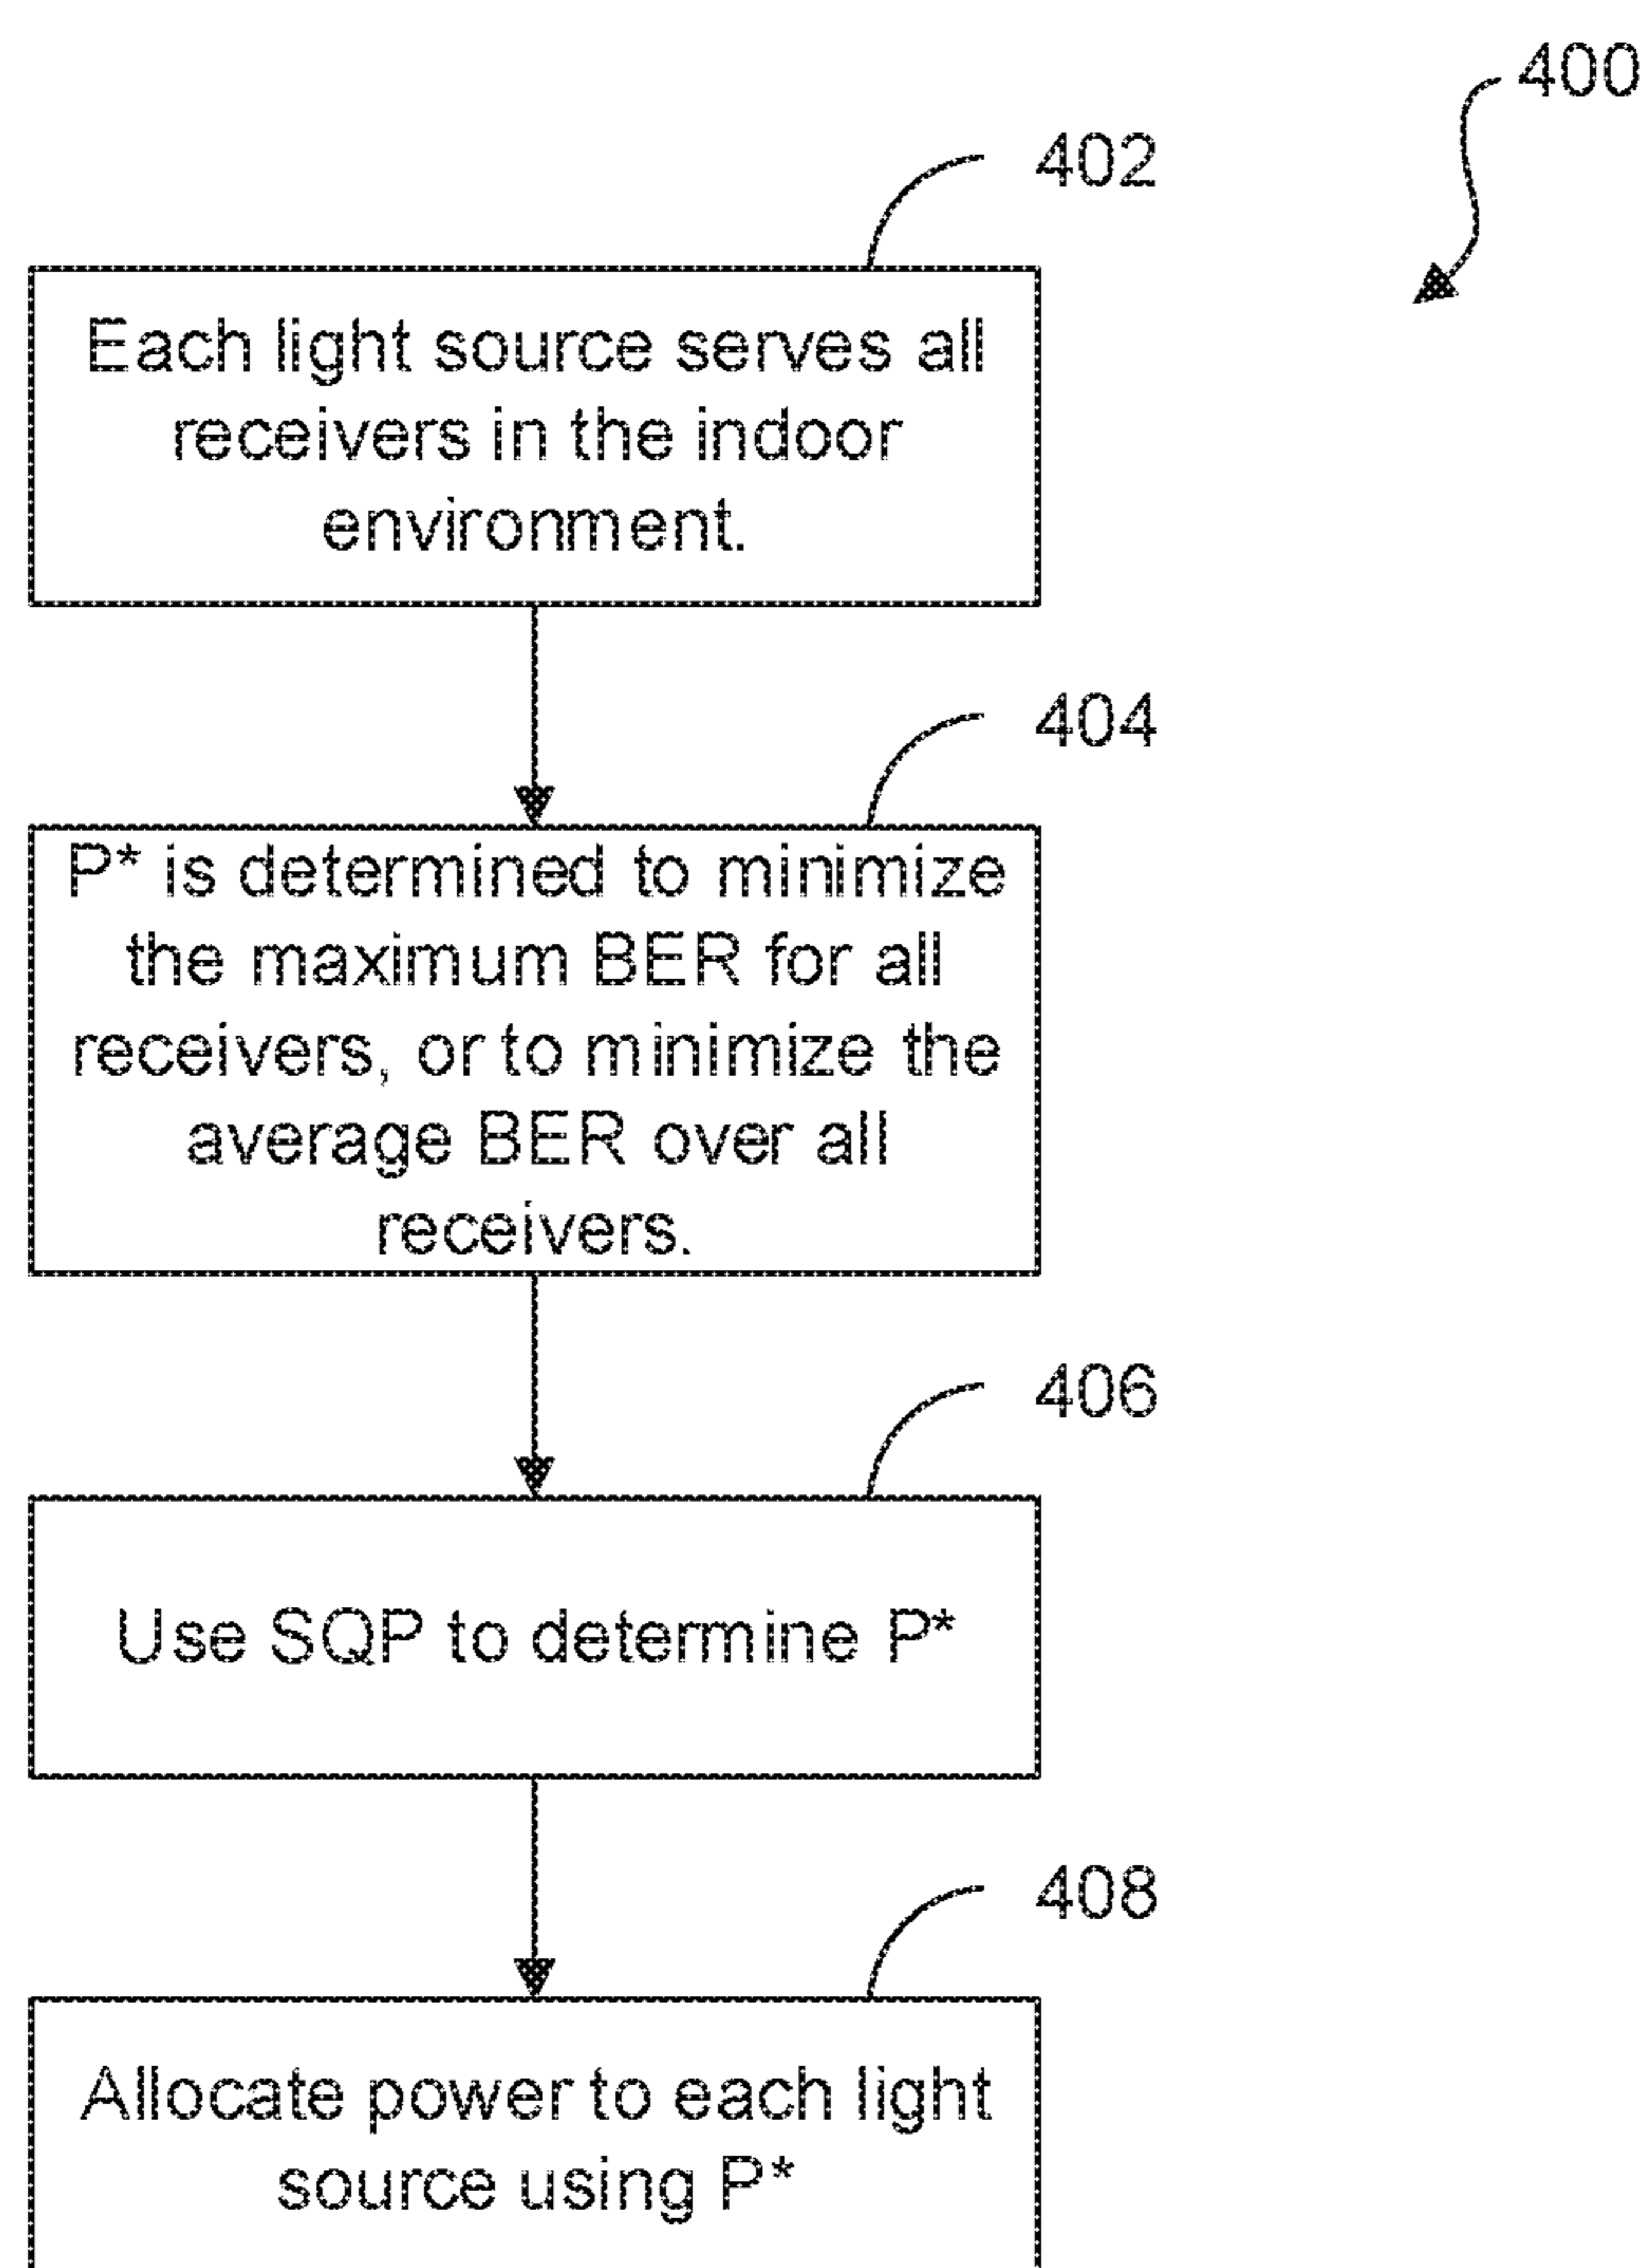 400
402
Each light source serves all
receivers in the indoor
environment.
404
P* is determined to minimize
the maximum BER for all
receivers, or to minimize the
average BER over all
receivers.
406
Use SQP to determine P*
408
Allocate power to each light
source using P*